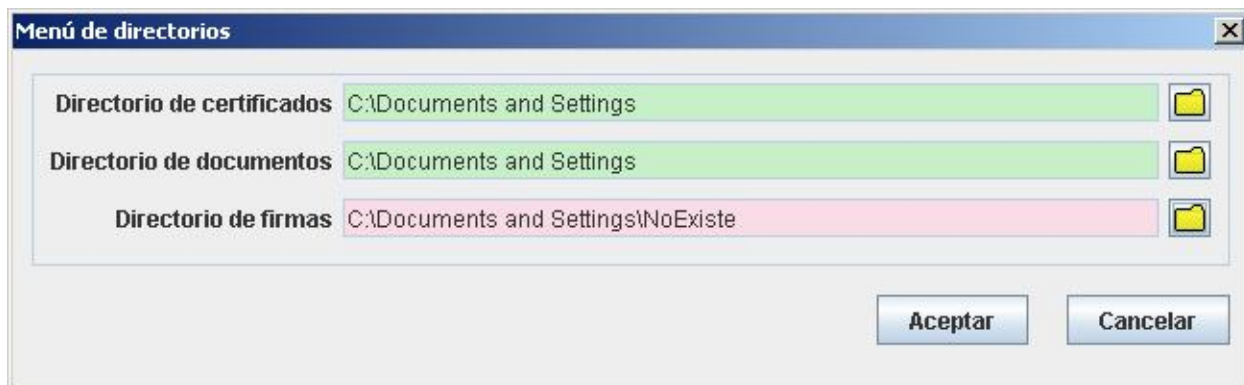 Menú de directorios
Directorio de certificados C:\Documents and Settings
Directorio de documentos C:\Documents and Settings
Directorio de firmas C:\Documents and Settings\NoExiste
Aceptar Cancelar